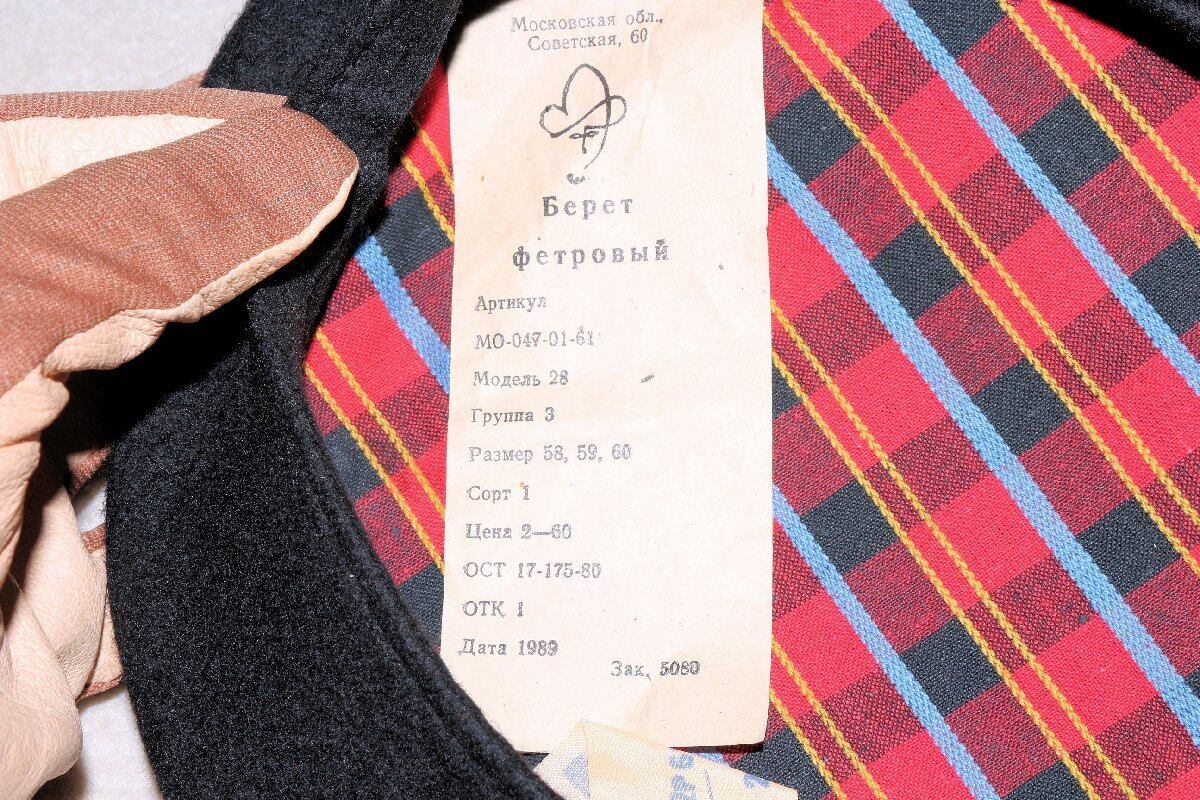 Московская обл.,
Советская, 60
Берет
фетровый
Артикул
МО-047-01-61
Модель 28
Группа 3
Размер 58, 59, 60
Сорт 1
Цена 2—60
ОСТ 17-175-80
ОТК 1
Дата 1989
Зак. 5080